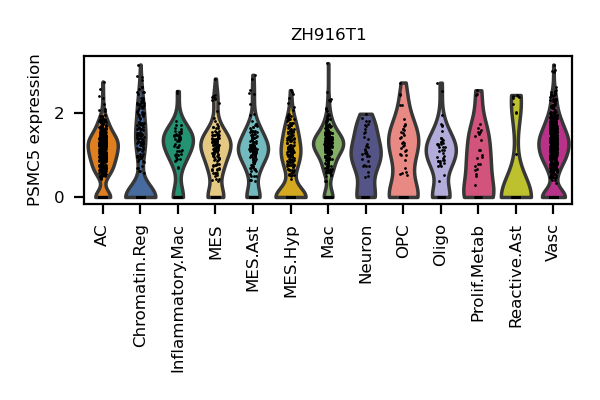 ZH916T1
PSMC5 expression
2
0
AC
Chromatin.Reg
Inflammatory.Mac
MES
MES.Ast
MES.Hyp
Mac
Neuron
OPC
Oligo
Prolif.Metab
Reactive.Ast
Vasc